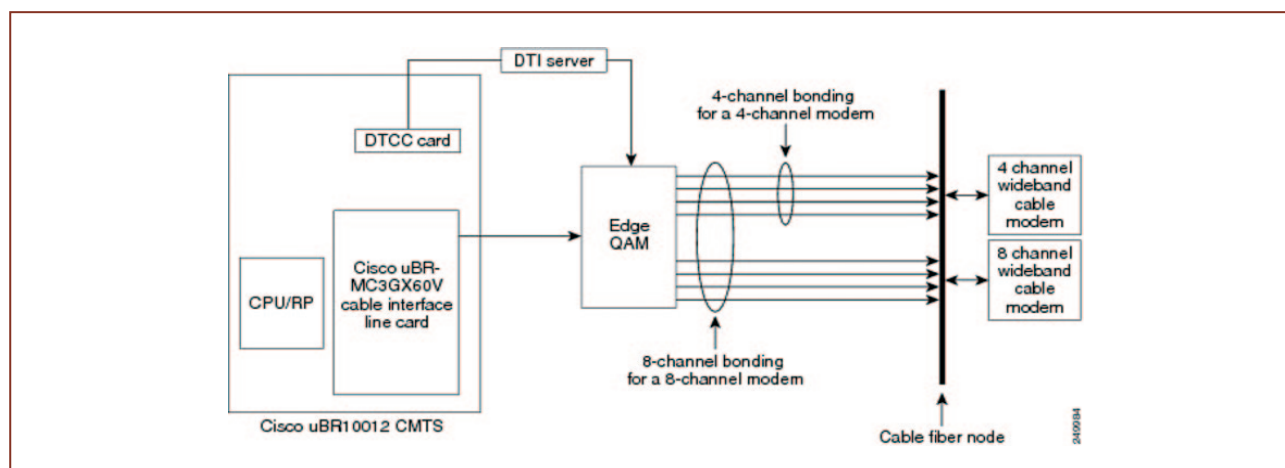 DTI server
DTCC card
4-channel bonding
for a 4-channel modem
Edge
QAM
4 channel
wideband
cable
modem
8 channel
wideband
cable
modem
CPU/RP
Cisco uBR-
MC3GX60V
cable interface
line card
8-channel bonding
for a 8-channel modem
Cisco uBR10012 CMTS
Cable fiber node
249984